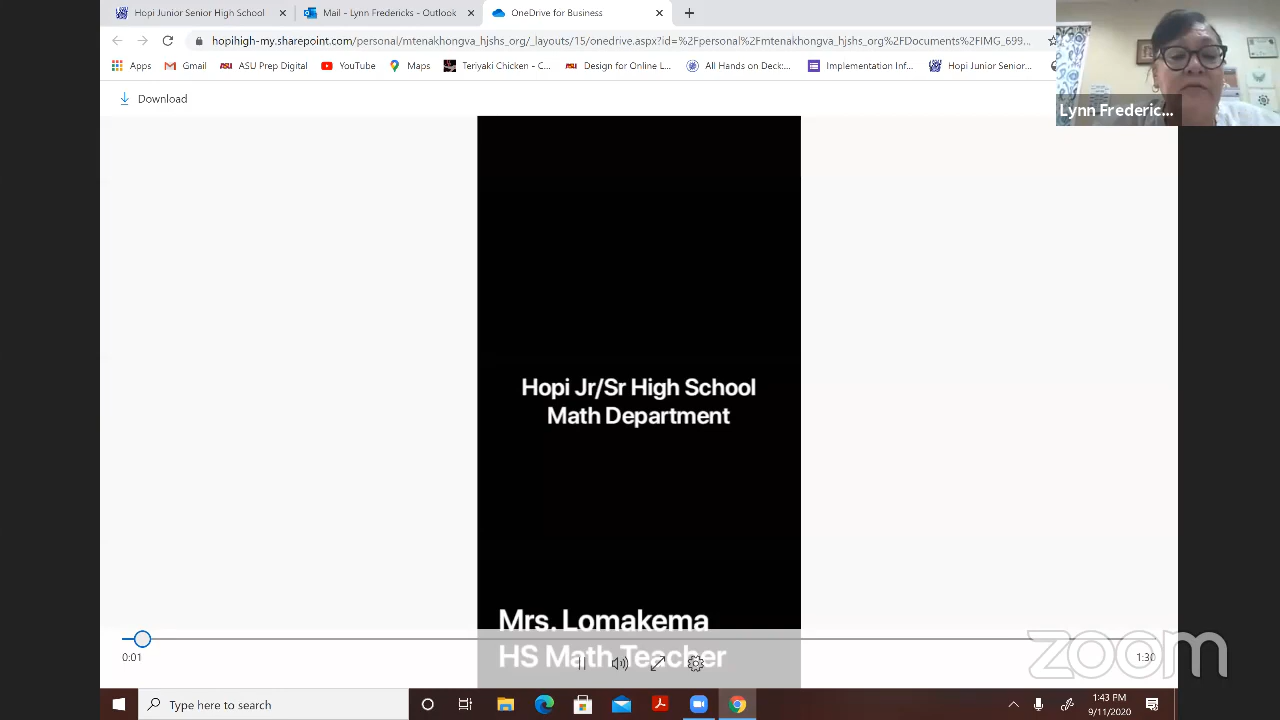 Hopi Junior Senior High School
Mail - Lynn Fredericks - Outlook
OneDrive for Business
hopihigh-my.sharepoint.com/personal/mtenakhongva_hjshs_org/_layouts/15/onedrive.aspx?id=%2Fpersonal%2Fmtenakhongva_hjshs_org%2FDocuments%2FIMG_699...
Apps
Gmail
ASU Prep Digital
YouTube
Maps
Teriyaki Chicken - C...
Design for Online L...
All Hands on Deck:...
Implementation Inf...
Hopi Junior Senior...
Lynn Frederic...
Download
Hopi Jr/Sr High School
Math Department
Mrs. Lomakema
HS Math Teacher
0:01
1:30
zoom
Type here to search
1:43 PM
9/11/2020